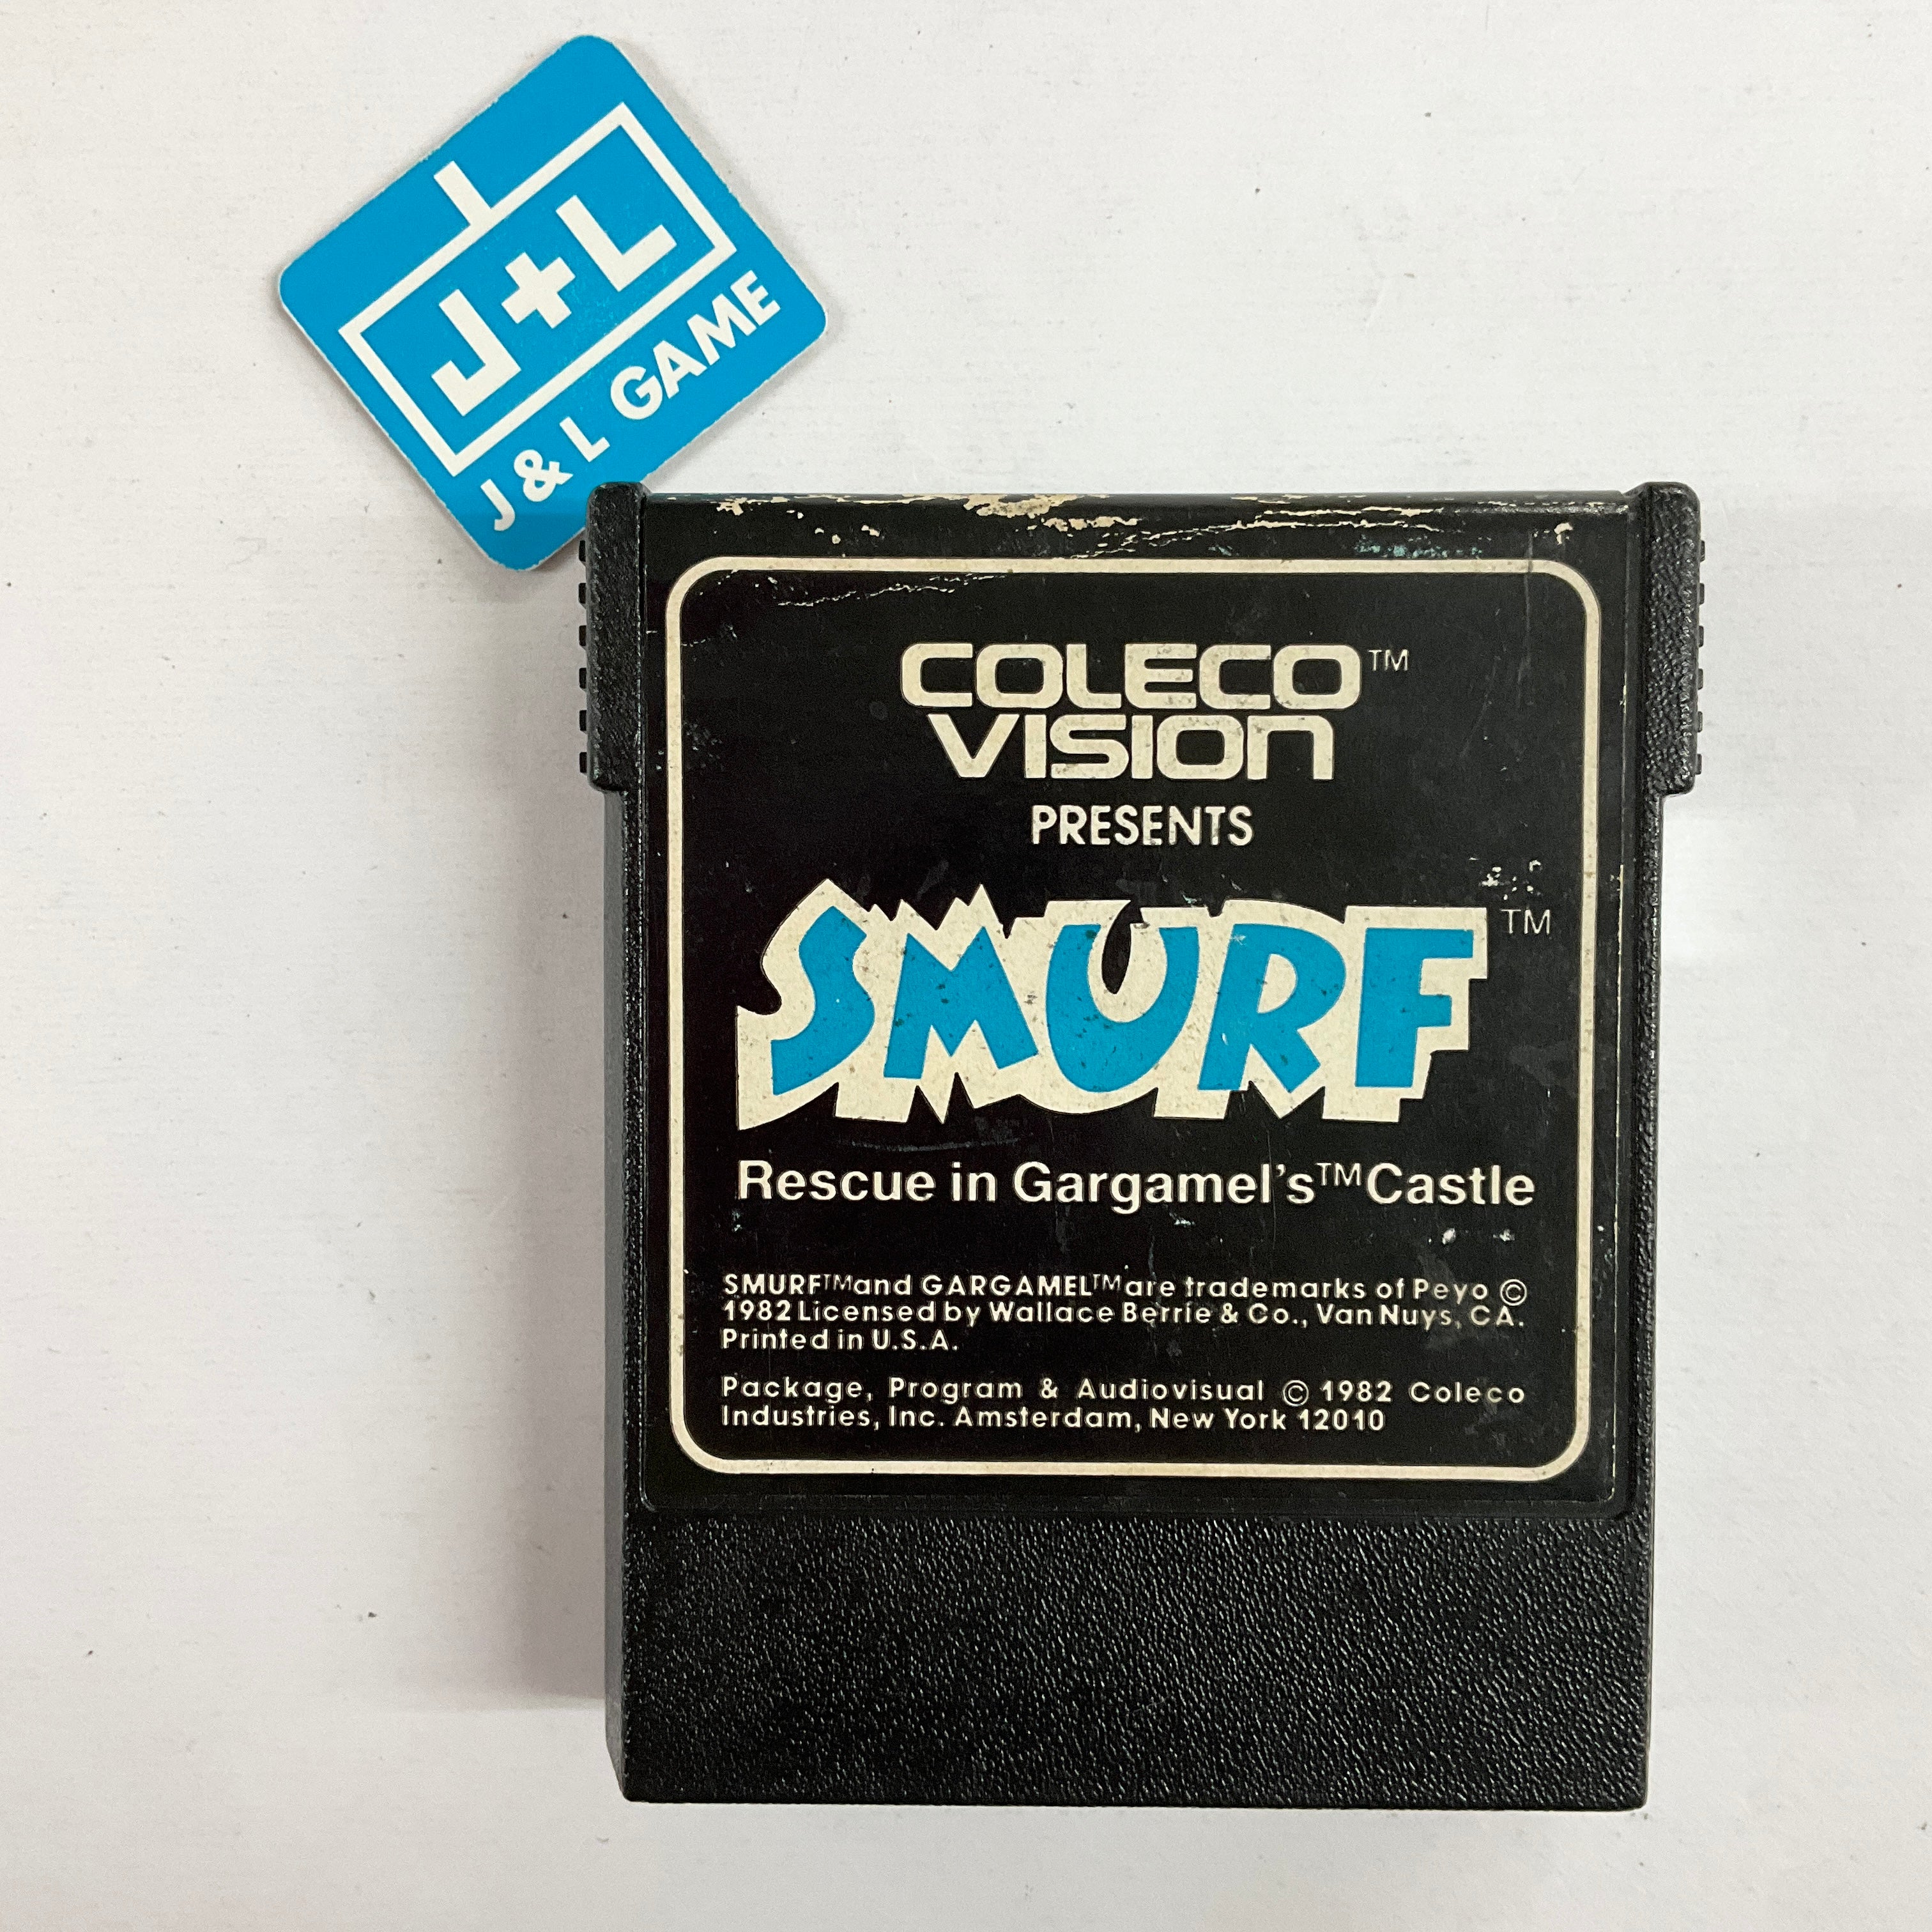 J+L
J & L GAME
COLECO™
VISION
PRESENTS
SMURF™
Rescue in Gargamel's™Castle
SMURF™and GARGAMEL™are trademarks of Peyo ©
1982 Licensed by Wallace Berrie & Co., Van Nuys, CA.
Printed in U.S.A.
Package, Program & Audiovisual © 1982 Coleco
Industries, Inc. Amsterdam, New York 12010